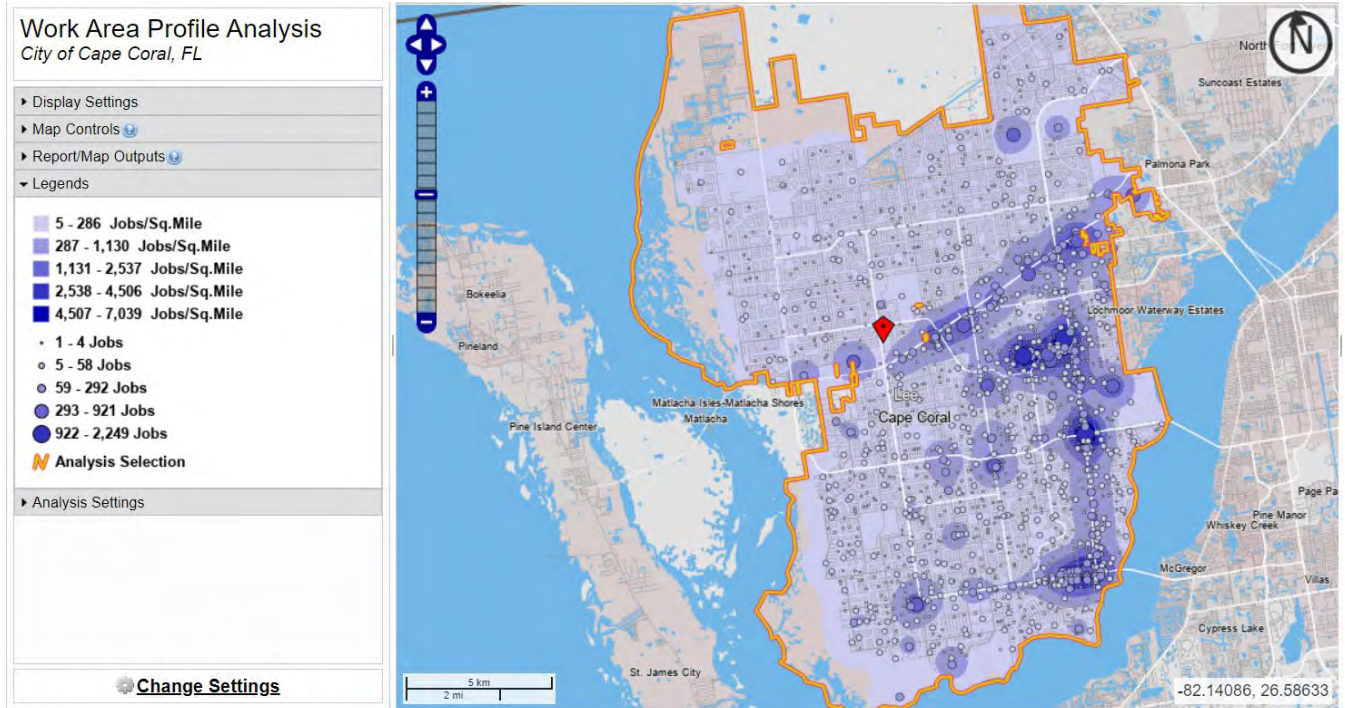 Work Area Profile Analysis
City of Cape Coral, FL
Display Settings
Map Controls
Report/Map Outputs
Legends
5 - 286 Jobs/Sq.Mile
287 - 1,130 Jobs/Sq.Mile
1,131 - 2,537 Jobs/Sq.Mile
2,538 - 4,506 Jobs/Sq.Mile
4,507 - 7,039 Jobs/Sq.Mile
1 - 4 Jobs
5 - 58 Jobs
59 - 292 Jobs
293 - 921 Jobs
922 - 2,249 Jobs
Analysis Selection
Analysis Settings
Change Settings
N
North
Suncoast Estates
Palmona Park
Bokeelia
Pineland
Lochmoor Waterway Estates
Lee,
Cape Coral
Matlacha Isles-Matlacha Shores
Matlacha
Pine Island Center
Page Pa
Pine Manor
Whiskey Creek
McGregor
Villas
Cypress Lake
St. James City
5 km
2 mi
-82.14086, 26.58633